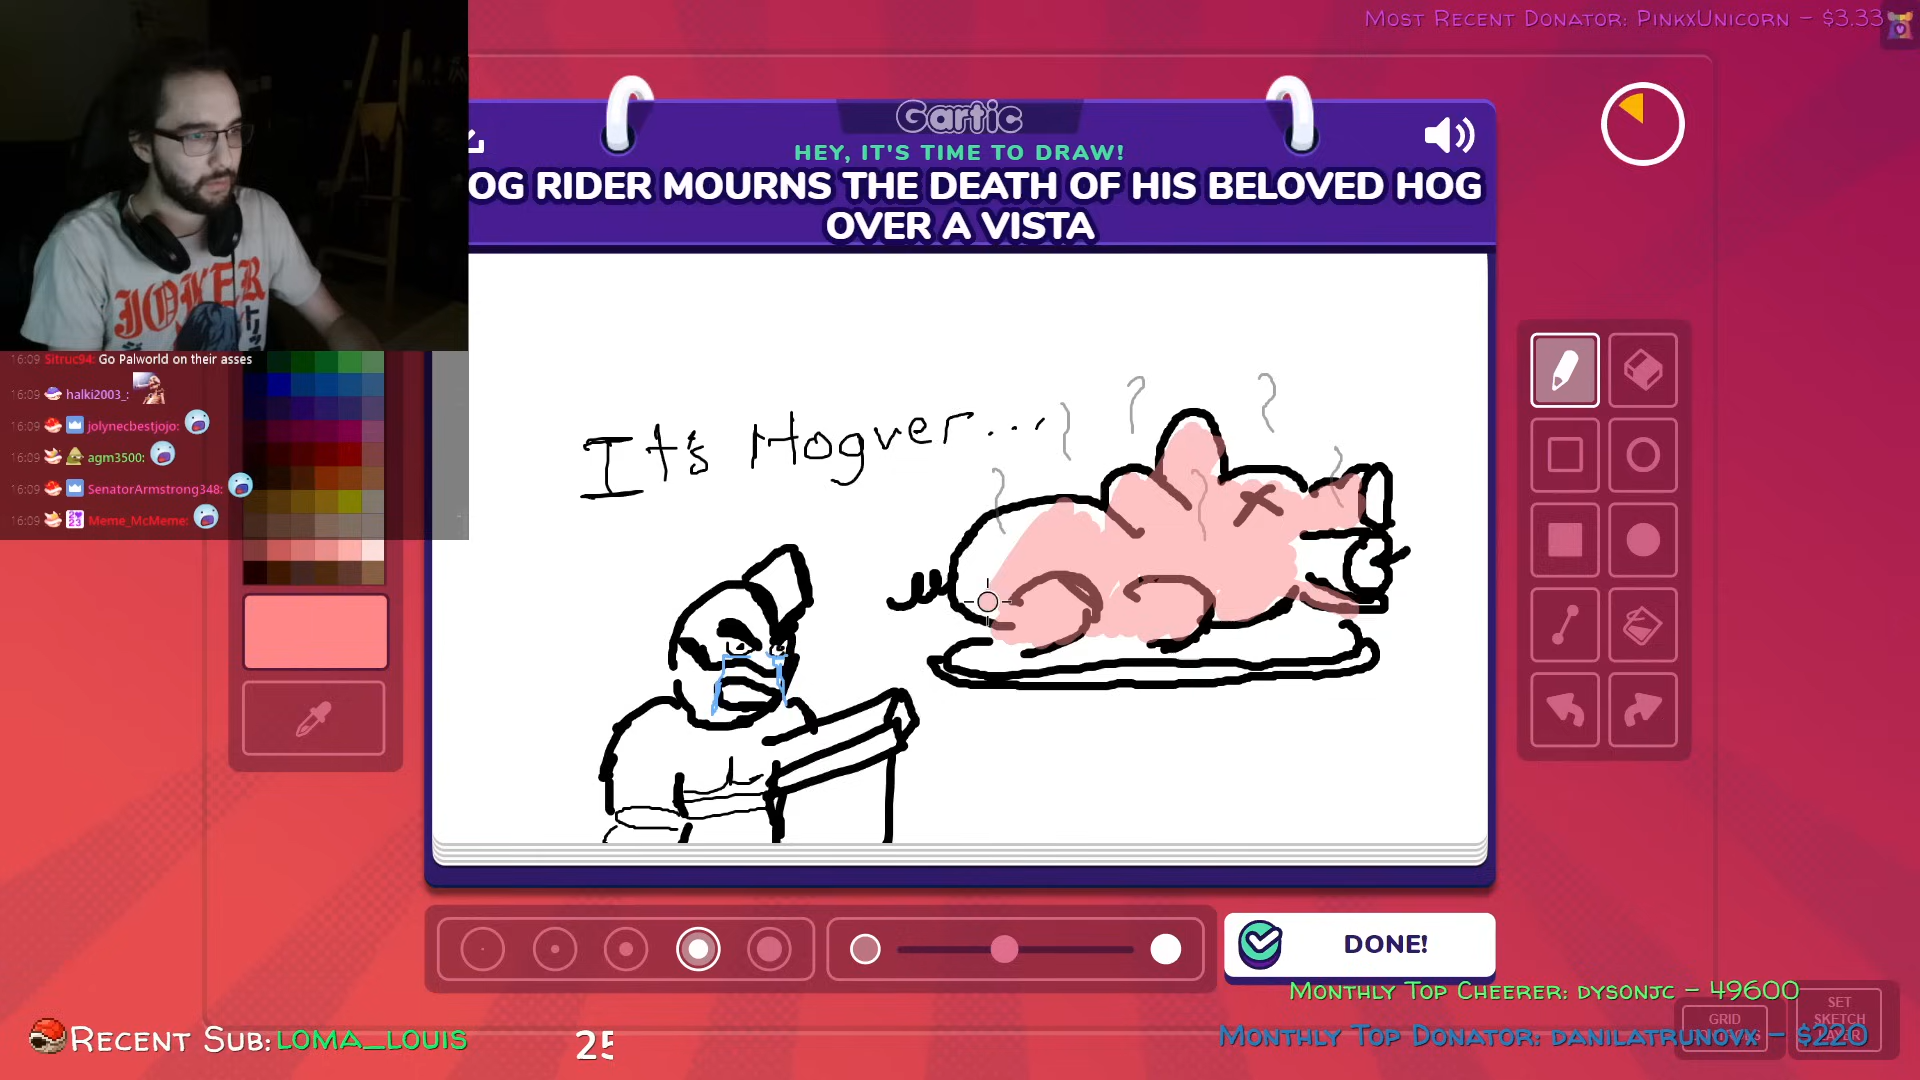 MOST RECENT DONATOR: PINKXUNICORN – $3.33
Gartic
HEY, IT'S TIME TO DRAW!
OG RIDER MOURNS THE DEATH OF HIS BELOVED HOG
OVER A VISTA
JOKER
16:09 Sitruc94: Go Palworld on their asses
16:09 halki2003_:
16:09 jolynecbestjojo:
16:09 agm3500:
16:09 SenatorArmstrong348:
16:09 Meme_McMeme:
It's Hogver...
DONE!
MONTHLY TOP CHEERER: DYSONJC – 49600
SET
SKETCH
GRID
RECENT SUB: LOMA_LOUIS
25
MONTHLY TOP DONATOR: DANILATRUNOVX – $220